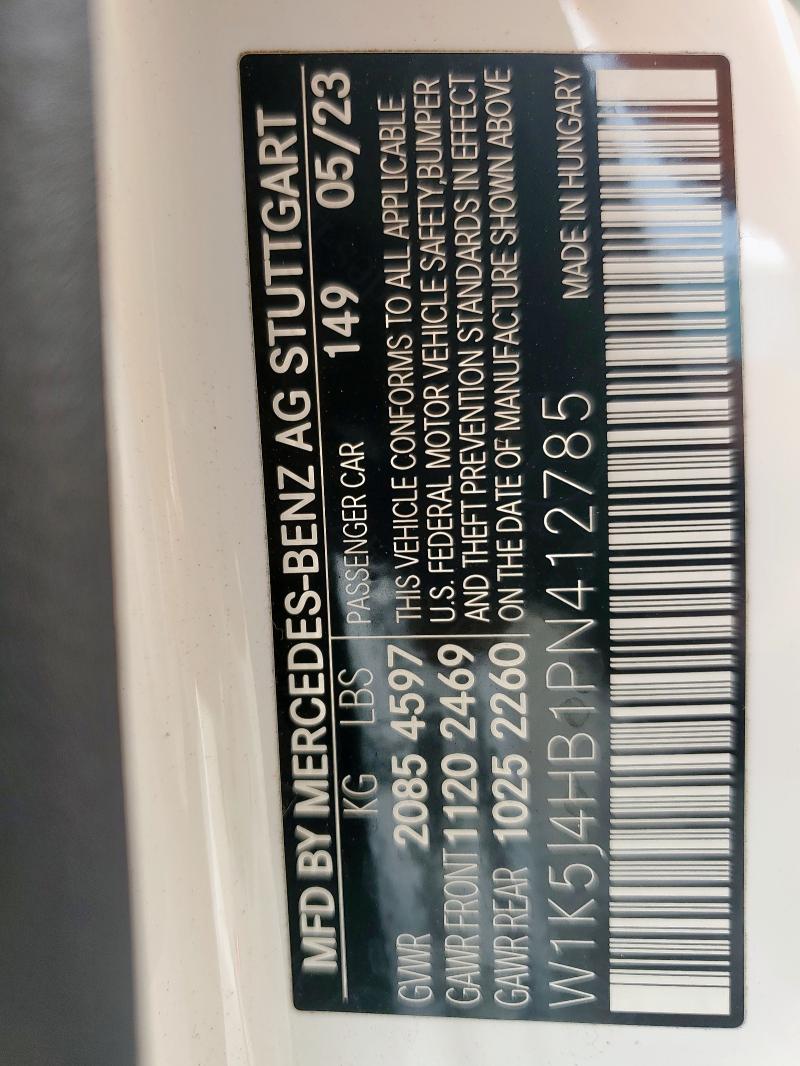 MFD BY MERCEDES-BENZ AG STUTTGART
KG LBS PASSENGER CAR 149 05/23
GVWR 2085 4597
GAWR FRONT 1120 2469
GAWR REAR 1025 2260
THIS VEHICLE CONFORMS TO ALL APPLICABLE
U.S. FEDERAL MOTOR VEHICLE SAFETY,BUMPER
AND THEFT PREVENTION STANDARDS IN EFFECT
ON THE DATE OF MANUFACTURE SHOWN ABOVE
W1K5J4HB1PN412785 MADE IN HUNGARY